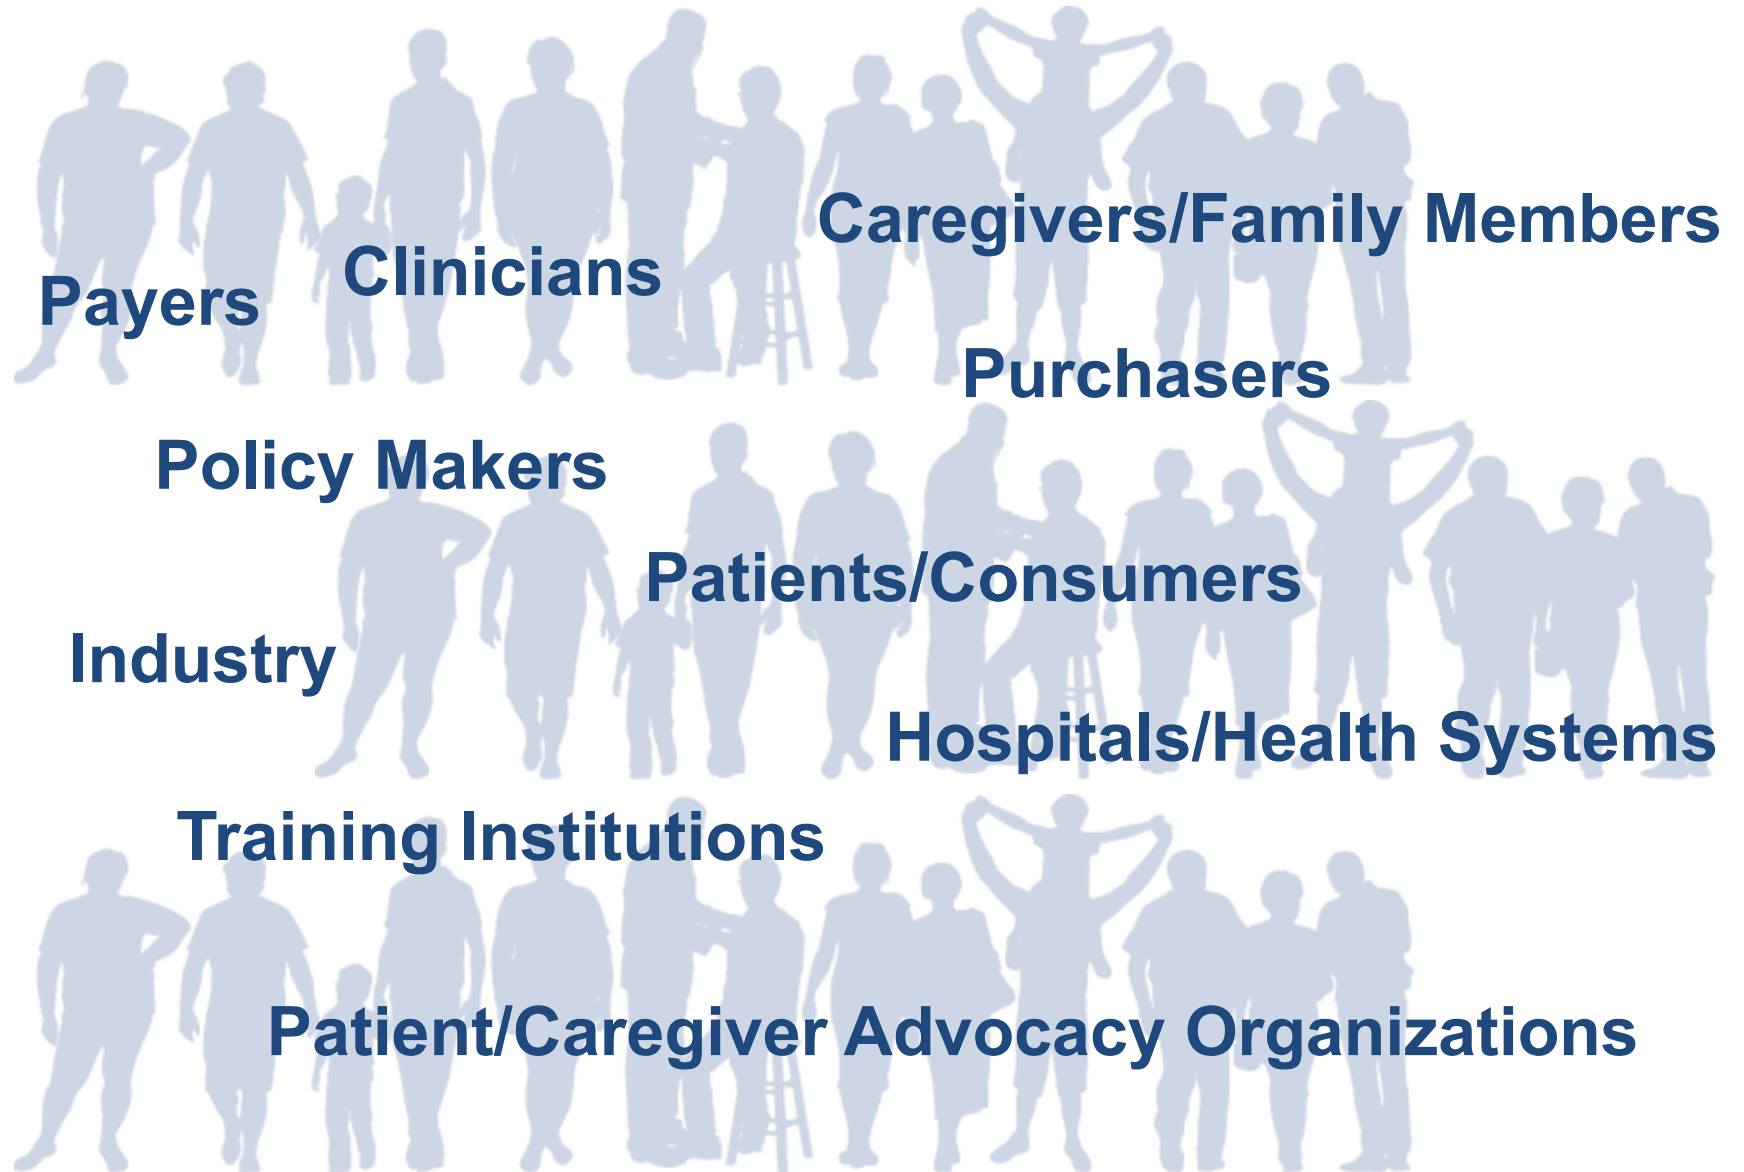 Caregivers/Family Members
Clinicians
Payers
Purchasers
Policy Makers
Patients/Consumers
Industry
Hospitals/Health Systems
Training Institutions
Patient/Caregiver Advocacy Organizations